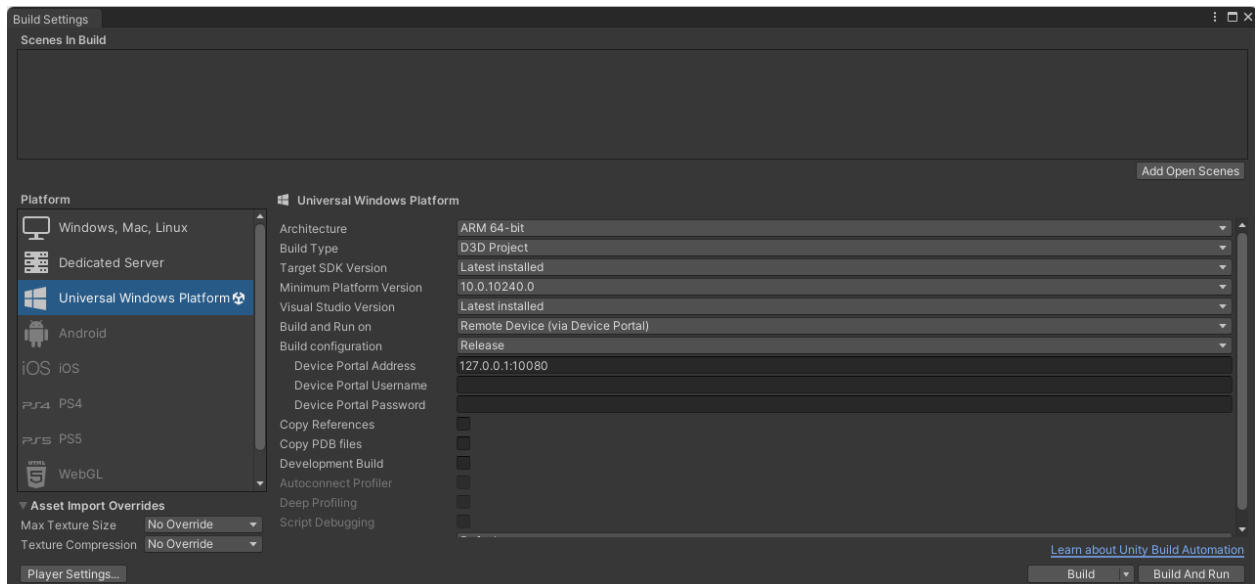 Build Settings
Scenes In Build
Add Open Scenes
Platform
Windows, Mac, Linux
Dedicated Server
Universal Windows Platform
Android
iOS iOS
PS4 PS4
PS5 PS5
HTML
5 WebGL
Asset Import Overrides
Max Texture Size No Override
Texture Compression No Override
Player Settings...
Universal Windows Platform
Architecture ARM 64-bit
Build Type D3D Project
Target SDK Version Latest installed
Minimum Platform Version 10.0.10240.0
Visual Studio Version Latest installed
Build and Run on Remote Device (via Device Portal)
Build configuration Release
Device Portal Address 127.0.0.1:10080
Device Portal Username
Device Portal Password
Copy References
Copy PDB files
Development Build
Autoconnect Profiler
Deep Profiling
Script Debugging
Learn about Unity Build Automation
Build Build And Run